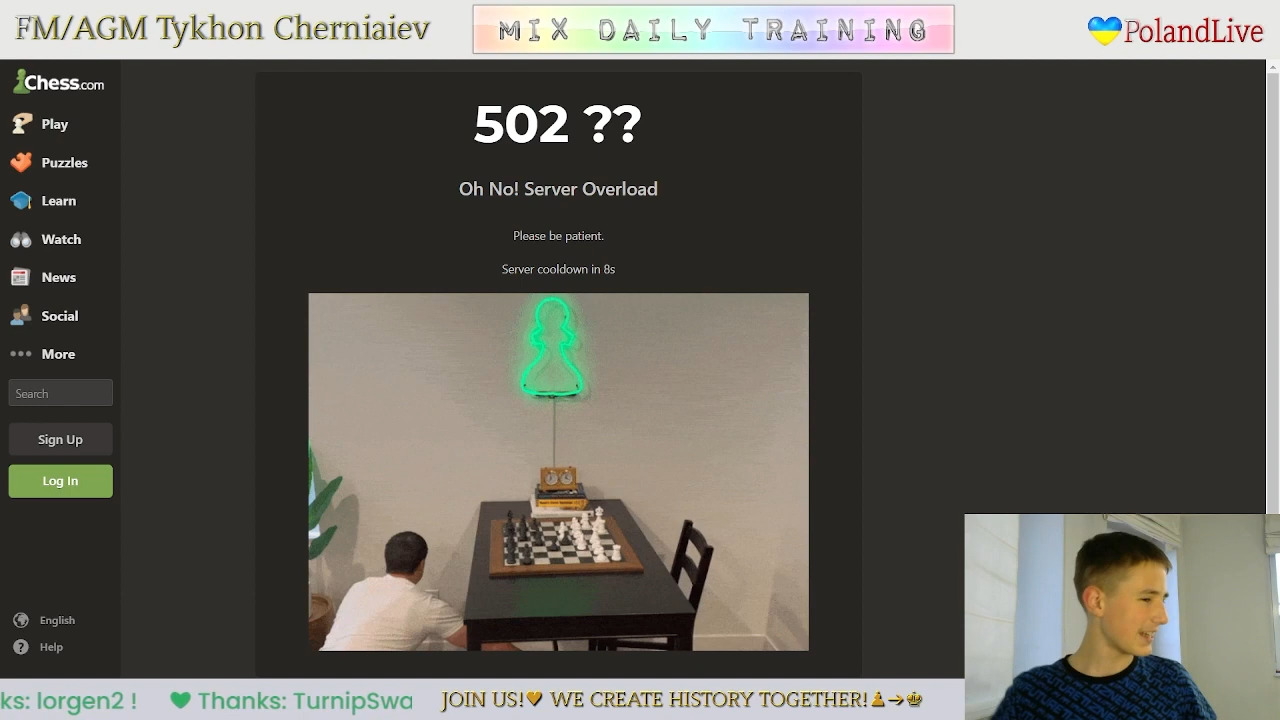 FM/AGM Tykhon Cherniaiev
MIX DAILY TRAINING
PolandLive
Chess.com
Play
Puzzles
Learn
Watch
News
Social
More
Search
Sign Up
Log In
English
Help
502 ??
Oh No! Server Overload
Please be patient.
Server cooldown in 8s
ks: lorgen2 !
Thanks: TurnipSwa
JOIN US! WE CREATE HISTORY TOGETHER!